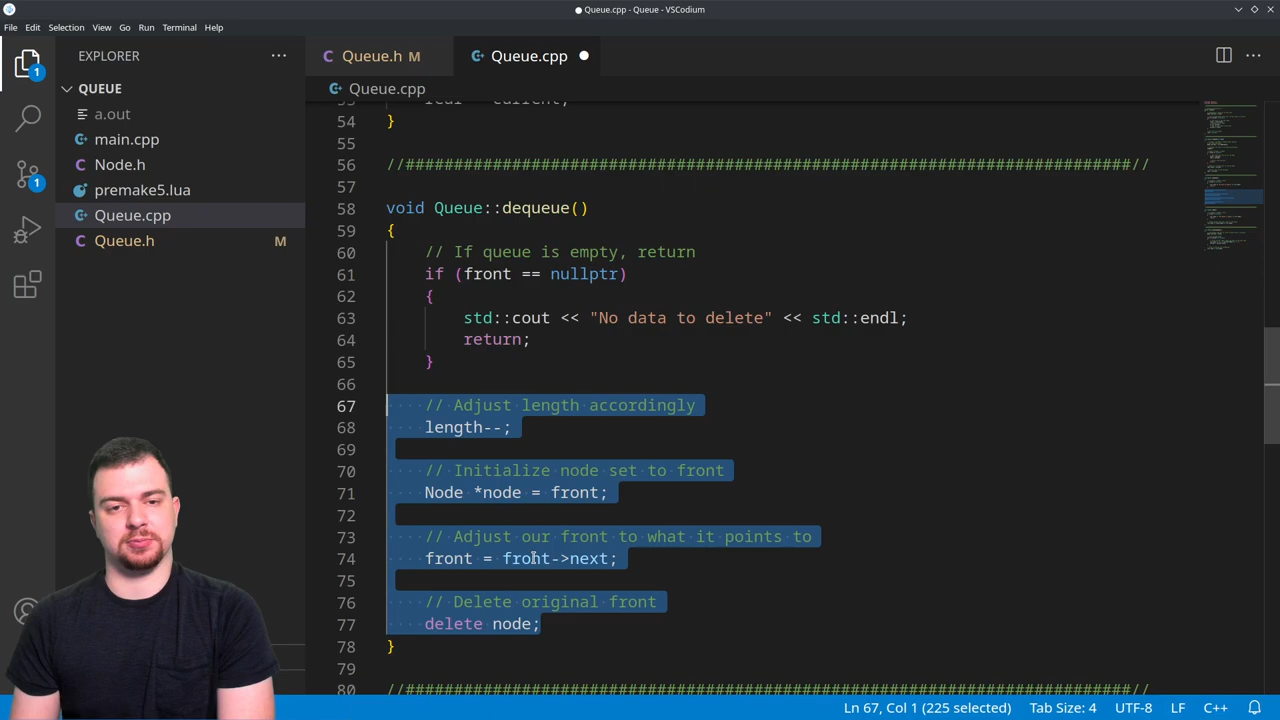 Queue.cpp - Queue - VSCodium
File Edit Selection View Go Run Terminal Help
EXPLORER
QUEUE
a.out
main.cpp
Node.h
premake5.lua
Queue.cpp
Queue.h M
1
1
Queue.h M
Queue.cpp
Queue.cpp
54 }
55
56 //###########################################################################//
57
58 void Queue::dequeue()
59 {
60 // If queue is empty, return
61 if (front == nullptr)
62 {
63 std::cout << "No data to delete" << std::endl;
64 return;
65 }
66
67 // Adjust length accordingly
68 length--;
69
70 // Initialize node set to front
71 Node *node = front;
72
73 // Adjust our front to what it points to
74 front = front->next;
75
76 // Delete original front
77 delete node;
78 }
79
80 //###########################################################################//
Ln 67, Col 1 (225 selected) Tab Size: 4 UTF-8 LF C++